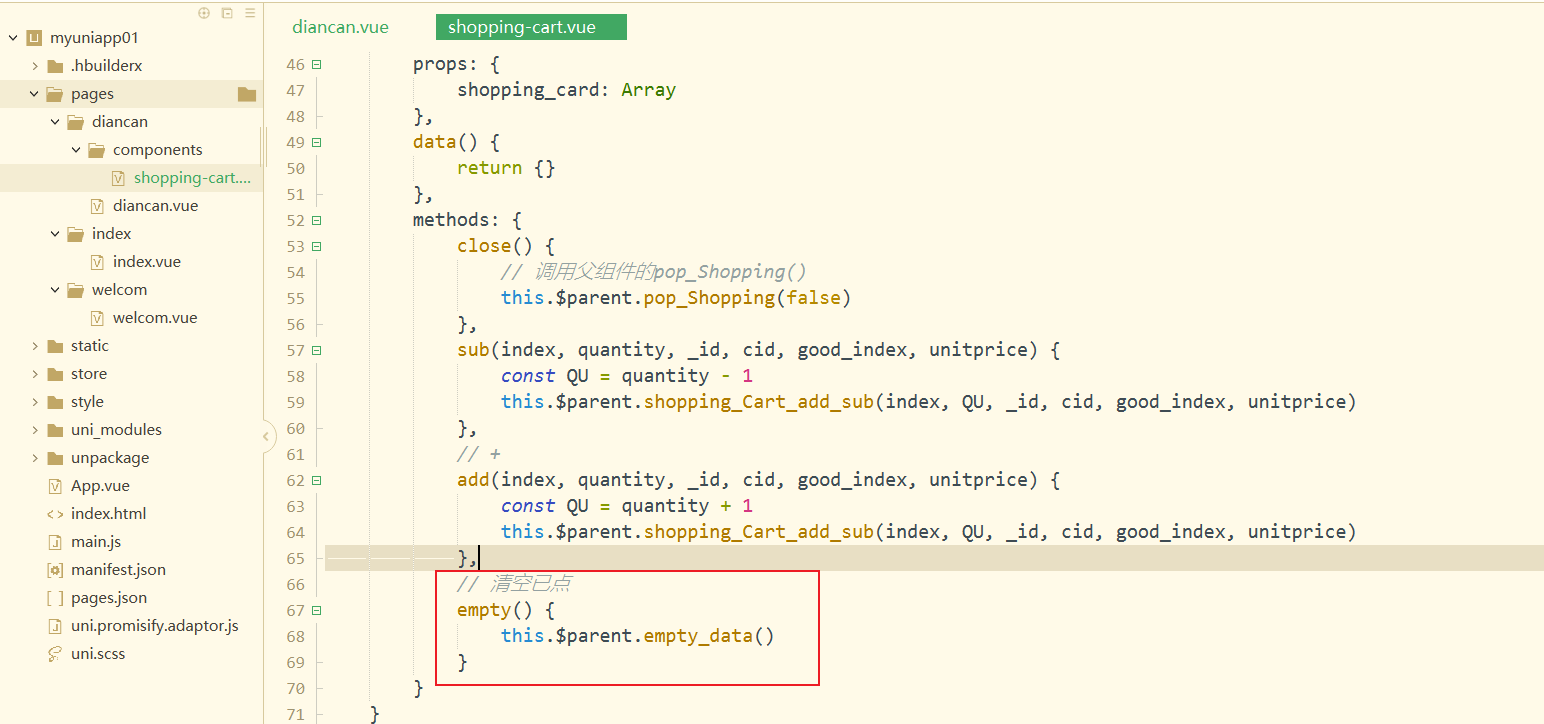 myuniapp01
.hbuilderx
pages
diancan
components
shopping-cart....
diancan.vue
index
index.vue
welcom
welcom.vue
static
store
style
uni_modules
unpackage
App.vue
index.html
main.js
manifest.json
pages.json
uni.promisify.adaptor.js
uni.scss
diancan.vue
shopping-cart.vue
46 props: {
47 shopping_card: Array
48 },
49 data() {
50 return {}
51 },
52 methods: {
53 close() {
54 // 调用父组件的pop_Shopping()
55 this.$parent.pop_Shopping(false)
56 },
57 sub(index, quantity, _id, cid, good_index, unitprice) {
58 const QU = quantity - 1
59 this.$parent.shopping_Cart_add_sub(index, QU, _id, cid, good_index, unitprice)
60 },
61 // +
62 add(index, quantity, _id, cid, good_index, unitprice) {
63 const QU = quantity + 1
64 this.$parent.shopping_Cart_add_sub(index, QU, _id, cid, good_index, unitprice)
65 },
66 // 清空已点
67 empty() {
68 this.$parent.empty_data()
69 }
70 }
71 }